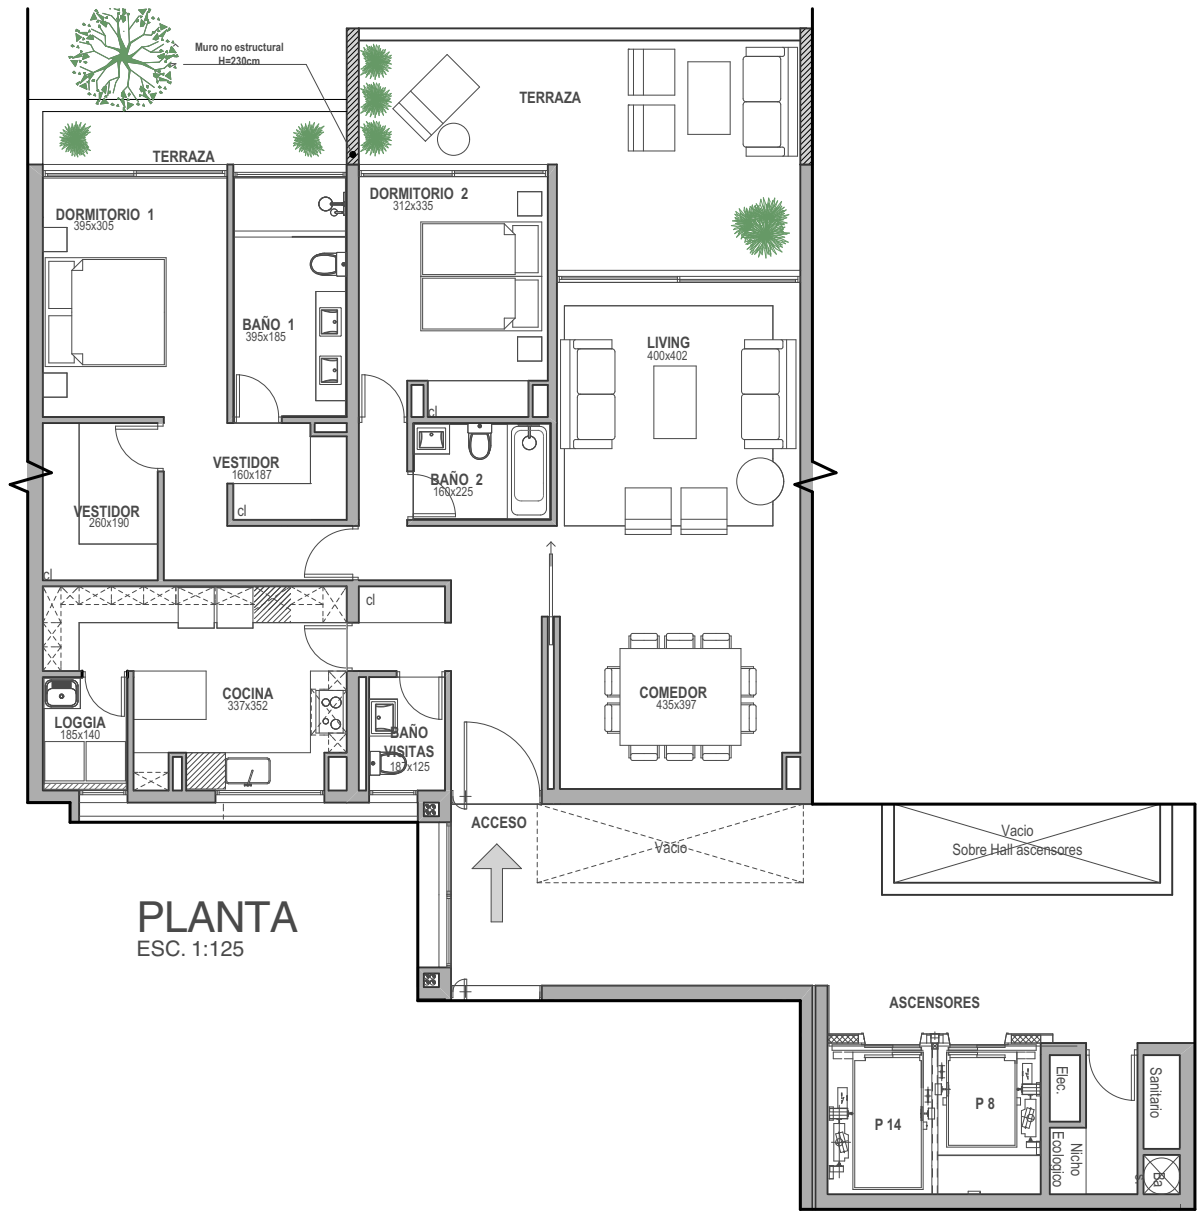 Muro no estructural
H=230cm
TERRAZA
TERRAZA
DORMITORIO 1
395x305
DORMITORIO 2
312x335
BAÑO 1
395x185
LIVING
400x402
cl
VESTIDOR
160x187
BAÑO 2
160x225
VESTIDOR
260x190
cl
cl
cl
COCINA
337x352
COMEDOR
435x397
LOGGIA
185x140
BAÑO
VISITAS
187x125
ACCESO
Vacio
Vacio
Sobre Hall ascensores
PLANTA
ESC. 1:125
ASCENSORES
P 14
P 8
Elec.
Nicho
Ecologico
Sanitario
Ba